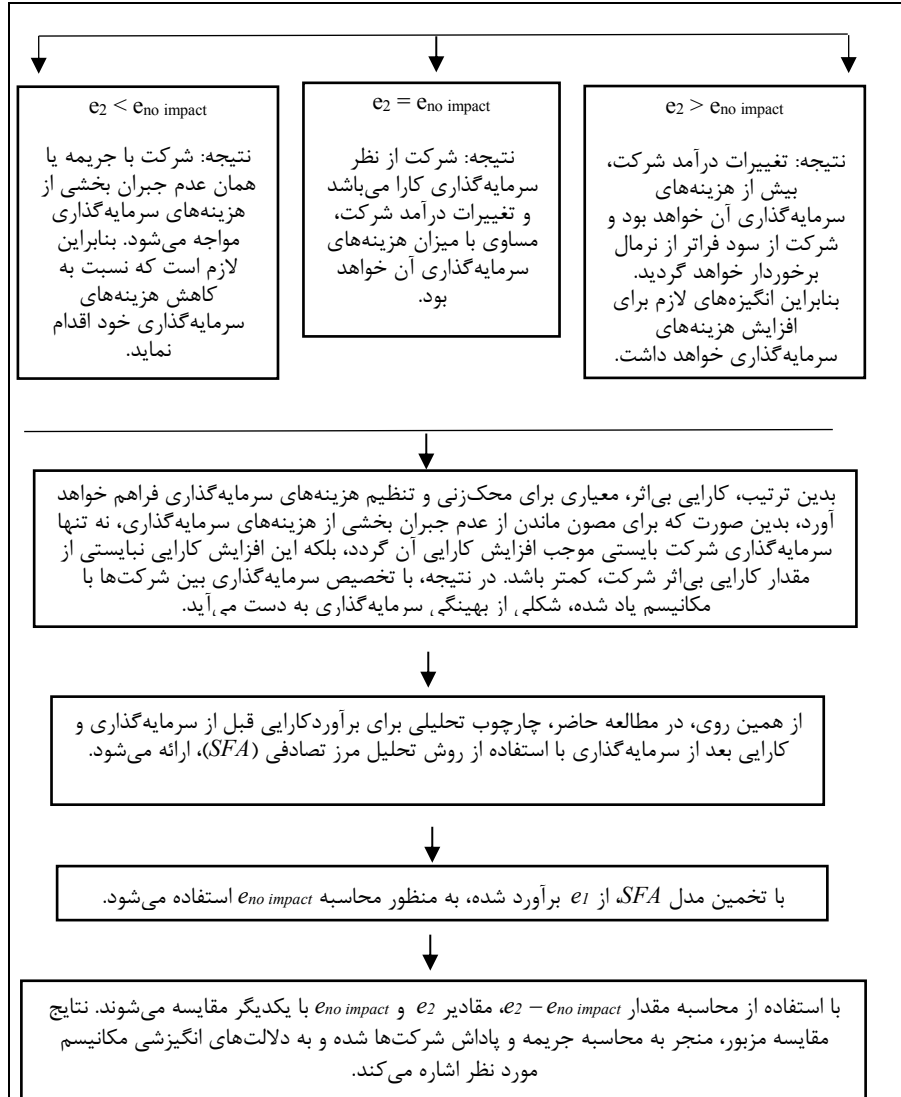 e2 > eno impact
نتیجه: تغییرات درآمد شرکت،
بیش از هزینه‌های
سرمایه‌گذاری آن خواهد بود و
شرکت از سود فراتر از نرمال
برخوردار خواهد گردید.
بنابراین انگیزه‌های لازم برای
افزایش هزینه‌های
سرمایه‌گذاری خواهد داشت.
e2 = eno impact
نتیجه: شرکت از نظر
سرمایه‌گذاری کارا می‌باشد
و تغییرات درآمد شرکت،
مساوی با میزان هزینه‌های
سرمایه‌گذاری آن خواهد
بود.
e2 < eno impact
نتیجه: شرکت با جریمه یا
همان عدم جبران بخشی از
هزینه‌های سرمایه‌گذاری
مواجه می‌شود. بنابراین
لازم است که نسبت به
کاهش هزینه‌های
سرمایه‌گذاری خود اقدام
نماید.
بدین ترتیب، کارایی بی‌اثر، معیاری برای محک‌زنی و تنظیم هزینه‌های سرمایه‌گذاری فراهم خواهد
آورد، بدین صورت که برای مصون ماندن از عدم جبران بخشی از هزینه‌های سرمایه‌گذاری، نه تنها
سرمایه‌گذاری شرکت بایستی موجب افزایش کارایی آن گردد، بلکه این افزایش کارایی نبایستی از
مقدار کارایی بی‌اثر شرکت، کمتر باشد. در نتیجه، با تخصیص سرمایه‌گذاری بین شرکت‌ها با
مکانیسم یاد شده، شکلی از بهینگی سرمایه‌گذاری به دست می‌آید.
از همین روی، در مطالعه حاضر، چارچوب تحلیلی برای برآوردکارایی قبل از سرمایه‌گذاری و
کارایی بعد از سرمایه‌گذاری با استفاده از روش تحلیل مرز تصادفی (SFA)، ارائه می‌شود.
با تخمین مدل SFA، از e1 برآورد شده، به منظور محاسبه eno impact استفاده می‌شود.
با استفاده از محاسبه مقدار e2 – eno impact، مقادیر e2 و eno impact با یکدیگر مقایسه می‌شوند. نتایج
مقایسه مزبور، منجر به محاسبه جریمه و پاداش شرکت‌ها شده و به دلالت‌های انگیزشی مکانیسم
مورد نظر اشاره می‌کند.